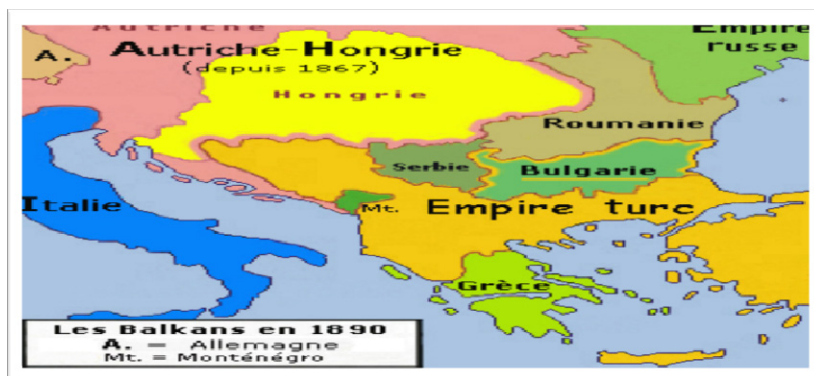 Autriche
Empire
russe
Autriche-Hongrie
(depuis 1867)
A.
Hongrie
Roumanie
Serbie
Bulgarie
Italie
Mt.
Empire turc
Grèce
Les Balkans en 1890
A. = Allemagne
Mt. = Monténégro